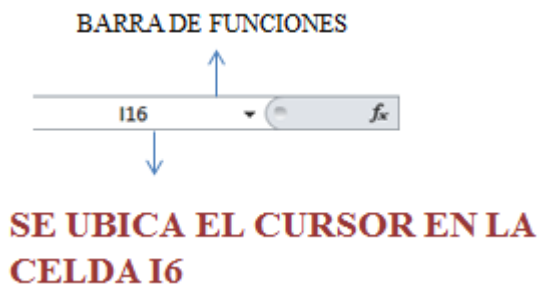 BARRA DE FUNCIONES
I16 fx
SE UBICA EL CURSOR EN LA
CELDA I6